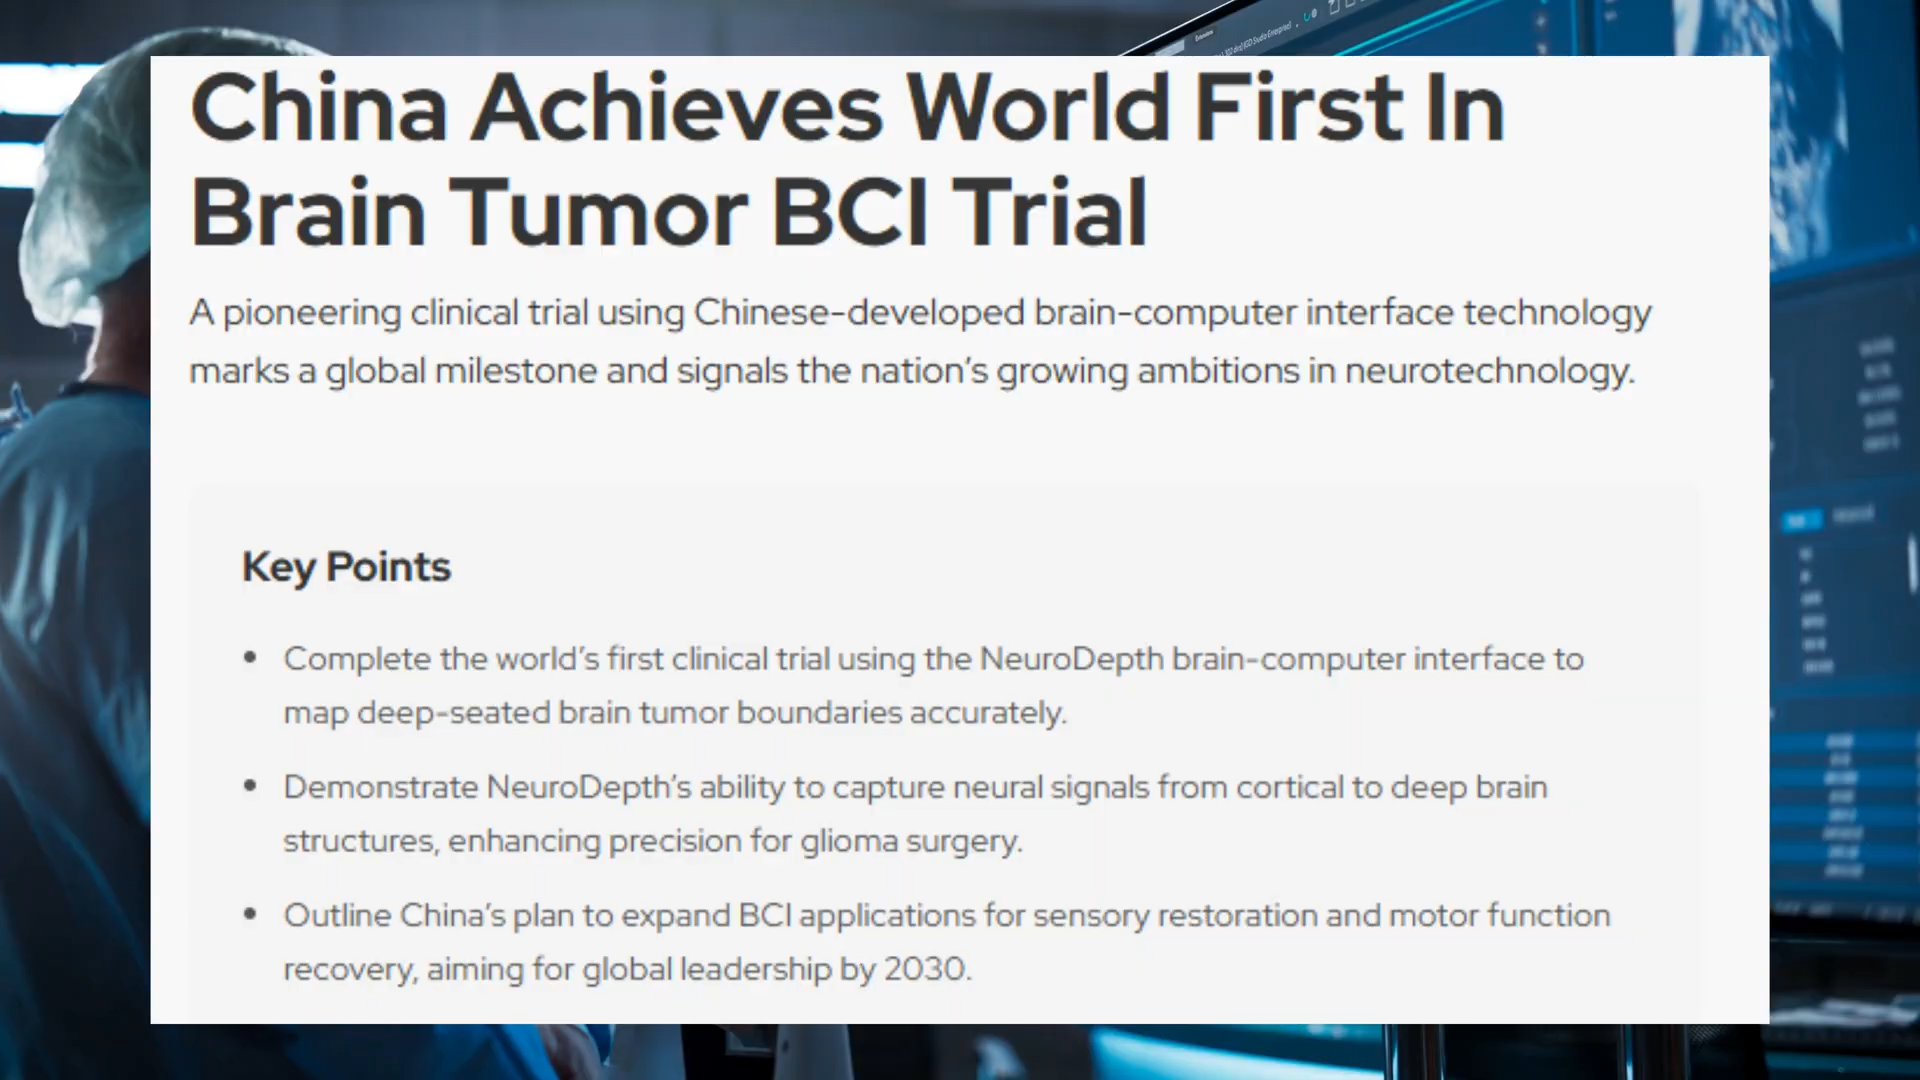 China Achieves World First In
Brain Tumor BCI Trial
A pioneering clinical trial using Chinese-developed brain-computer interface technology
marks a global milestone and signals the nation’s growing ambitions in neurotechnology.
Key Points
• Complete the world’s first clinical trial using the NeuroDepth brain-computer interface to
map deep-seated brain tumor boundaries accurately.
• Demonstrate NeuroDepth’s ability to capture neural signals from cortical to deep brain
structures, enhancing precision for glioma surgery.
• Outline China’s plan to expand BCI applications for sensory restoration and motor function
recovery, aiming for global leadership by 2030.